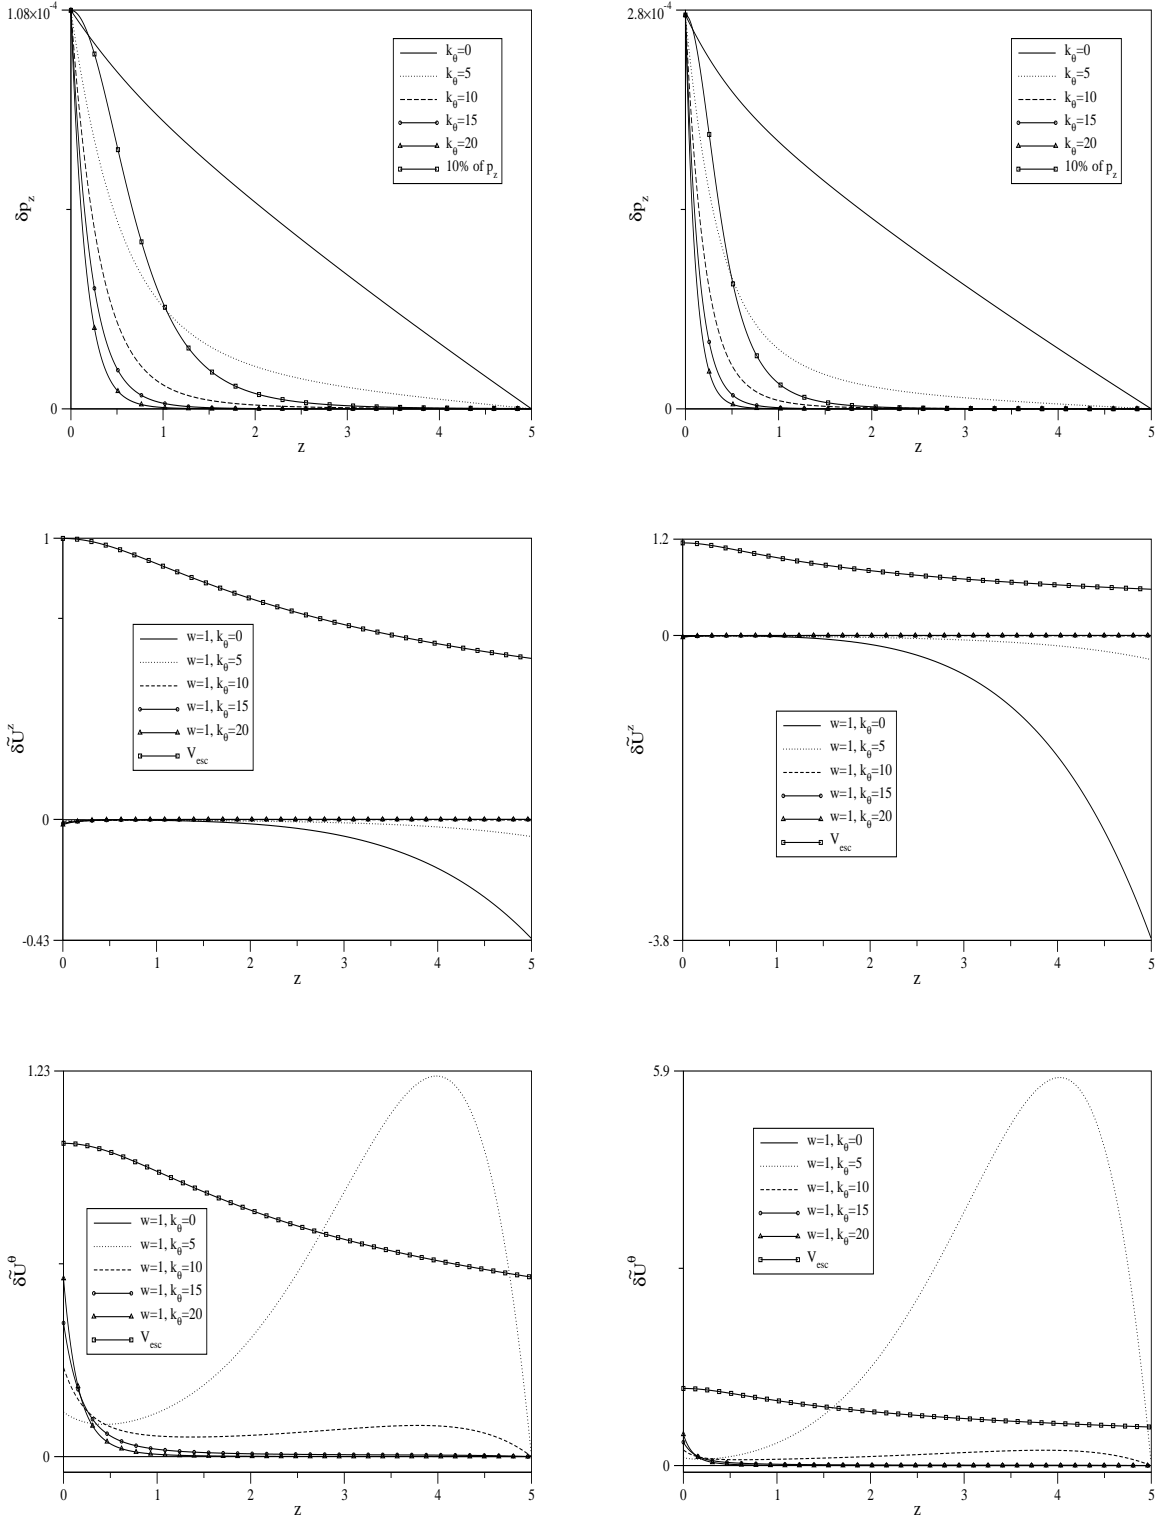 1.08×10⁻⁴
δp_z
0
k_θ=0
k_θ=5
k_θ=10
k_θ=15
k_θ=20
10% of p_z
0 1 2 3 4 5
z
2.8×10⁻⁴
δp_z
0
k_θ=0
k_θ=5
k_θ=10
k_θ=15
k_θ=20
10% of p_z
0 1 2 3 4 5
z
1
δŨ^z
0
-0.43
w=1, k_θ=0
w=1, k_θ=5
w=1, k_θ=10
w=1, k_θ=15
w=1, k_θ=20
V_esc
0 1 2 3 4 5
z
1.2
0
δŨ^z
-3.8
w=1, k_θ=0
w=1, k_θ=5
w=1, k_θ=10
w=1, k_θ=15
w=1, k_θ=20
V_esc
0 1 2 3 4 5
z
1.23
δŨ^θ
0
w=1, k_θ=0
w=1, k_θ=5
w=1, k_θ=10
w=1, k_θ=15
w=1, k_θ=20
V_esc
0 1 2 3 4 5
z
5.9
δŨ^θ
0
w=1, k_θ=0
w=1, k_θ=5
w=1, k_θ=10
w=1, k_θ=15
w=1, k_θ=20
V_esc
0 1 2 3 4 5
z